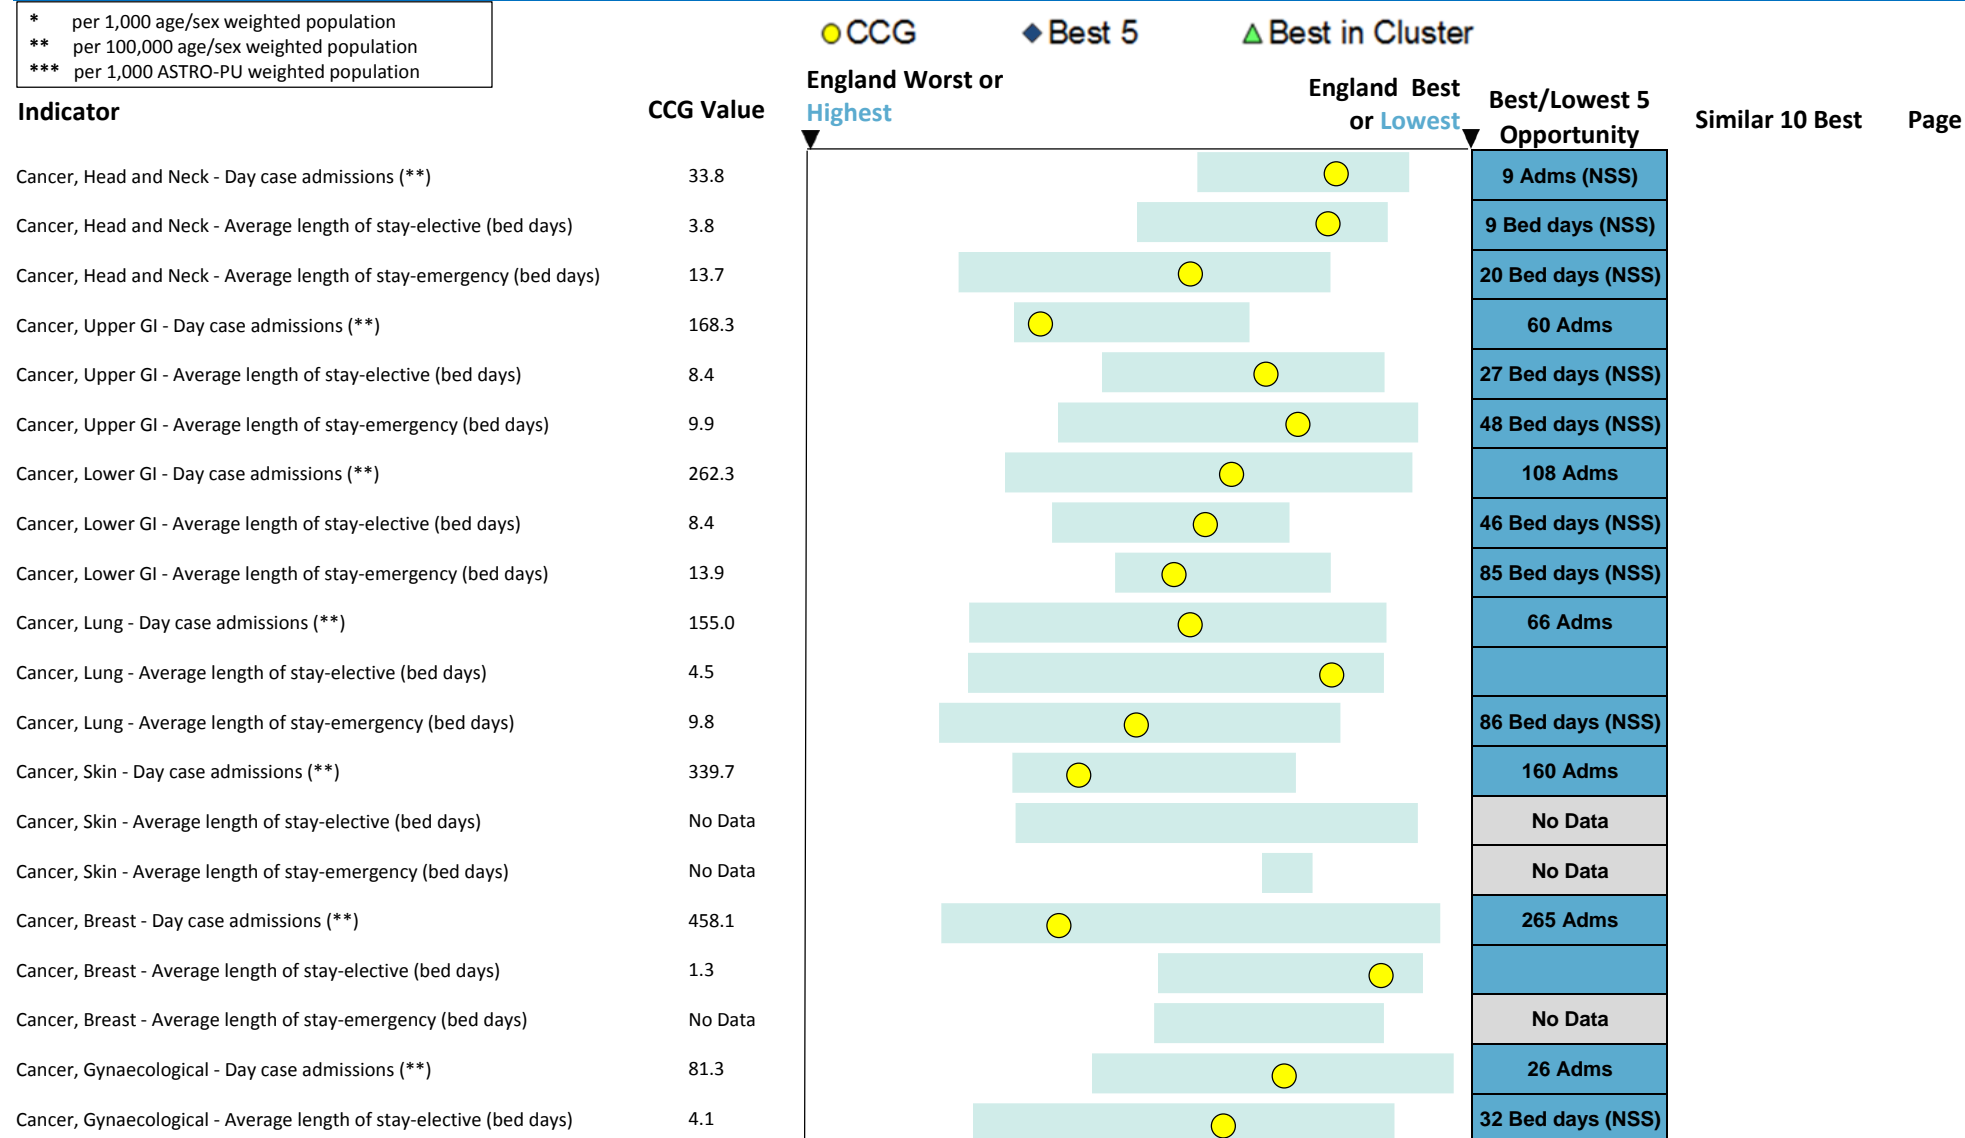 * per 1,000 age/sex weighted population
** per 100,000 age/sex weighted population
*** per 1,000 ASTRO-PU weighted population
CCG Best 5 Best in Cluster
Indicator CCG Value England Worst or Highest England Best or Lowest Best/Lowest 5 Opportunity Similar 10 Best Page
Cancer, Head and Neck - Day case admissions (**) 33.8 9 Adms (NSS)
Cancer, Head and Neck - Average length of stay-elective (bed days) 3.8 9 Bed days (NSS)
Cancer, Head and Neck - Average length of stay-emergency (bed days) 13.7 20 Bed days (NSS)
Cancer, Upper GI - Day case admissions (**) 168.3 60 Adms
Cancer, Upper GI - Average length of stay-elective (bed days) 8.4 27 Bed days (NSS)
Cancer, Upper GI - Average length of stay-emergency (bed days) 9.9 48 Bed days (NSS)
Cancer, Lower GI - Day case admissions (**) 262.3 108 Adms
Cancer, Lower GI - Average length of stay-elective (bed days) 8.4 46 Bed days (NSS)
Cancer, Lower GI - Average length of stay-emergency (bed days) 13.9 85 Bed days (NSS)
Cancer, Lung - Day case admissions (**) 155.0 66 Adms
Cancer, Lung - Average length of stay-elective (bed days) 4.5
Cancer, Lung - Average length of stay-emergency (bed days) 9.8 86 Bed days (NSS)
Cancer, Skin - Day case admissions (**) 339.7 160 Adms
Cancer, Skin - Average length of stay-elective (bed days) No Data No Data
Cancer, Skin - Average length of stay-emergency (bed days) No Data No Data
Cancer, Breast - Day case admissions (**) 458.1 265 Adms
Cancer, Breast - Average length of stay-elective (bed days) 1.3
Cancer, Breast - Average length of stay-emergency (bed days) No Data No Data
Cancer, Gynaecological - Day case admissions (**) 81.3 26 Adms
Cancer, Gynaecological - Average length of stay-elective (bed days) 4.1 32 Bed days (NSS)